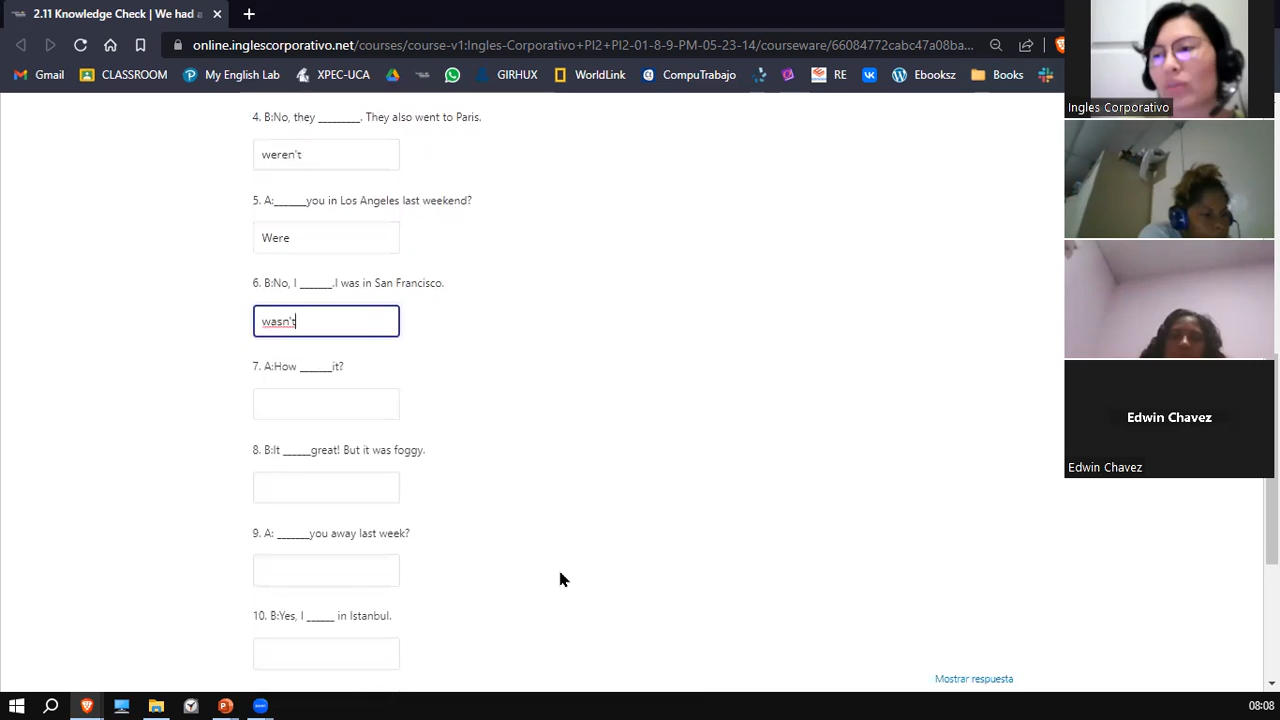 2.11 Knowledge Check | We had a
online.inglescorporativo.net/courses/course-v1:Ingles-Corporativo+PI2+PI2-01-8-9-PM-05-23-14/courseware/66084772cabc47a08ba...
Gmail
CLASSROOM
My English Lab
XPEC-UCA
GIRHUX
WorldLink
CompuTrabajo
RE
Ebooksz
Books
Ingles Corporativo
4. B:No, they _________. They also went to Paris.
weren't
5. A:______you in Los Angeles last weekend?
Were
6. B:No, I ______.I was in San Francisco.
wasn't
7. A:How ______it?
8. B:It _____great! But it was foggy.
9. A: ______you away last week?
10. B:Yes, I _____ in Istanbul.
Mostrar respuesta
Edwin Chavez
Edwin Chavez
08:08